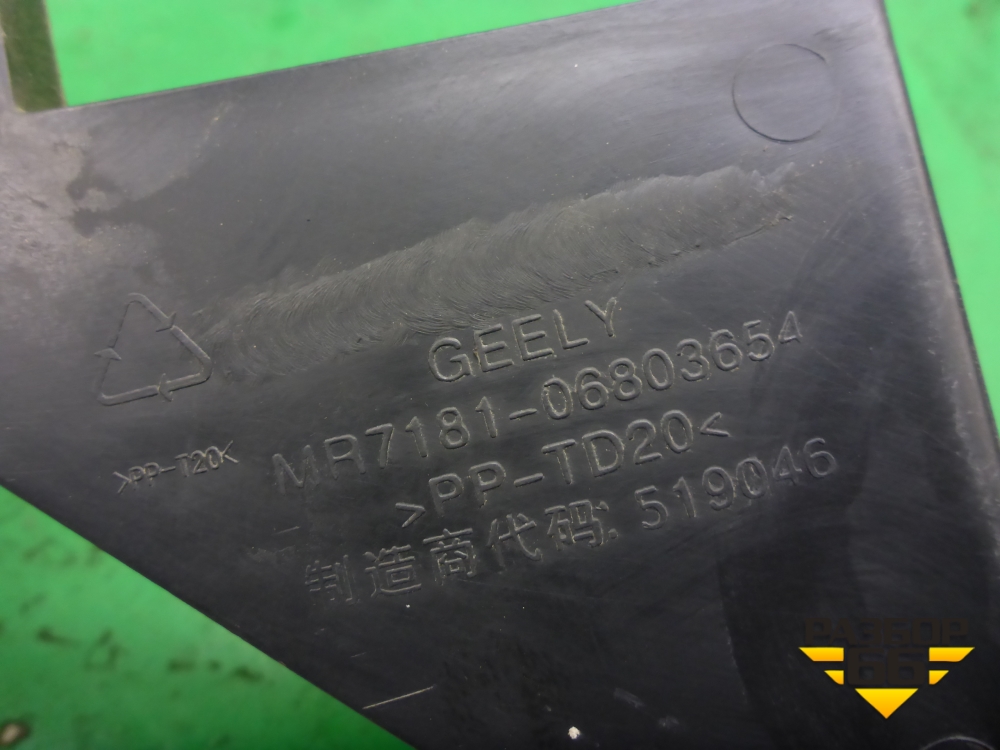 GEELY
MR7181-06803654
>PP-T20<
>PP-TD20<
制造商代码: 519046
РАЗБОР
66